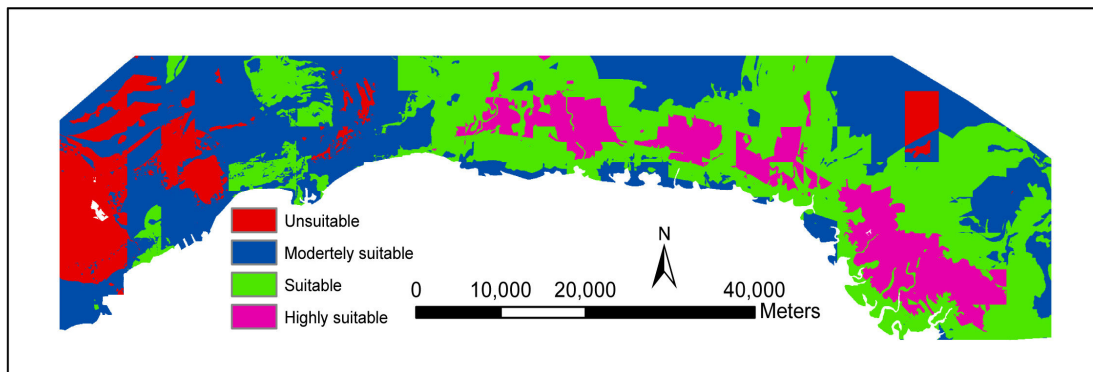 Unsuitable
Modertely suitable
Suitable
Highly suitable
N
0 10,000 20,000 40,000
Meters